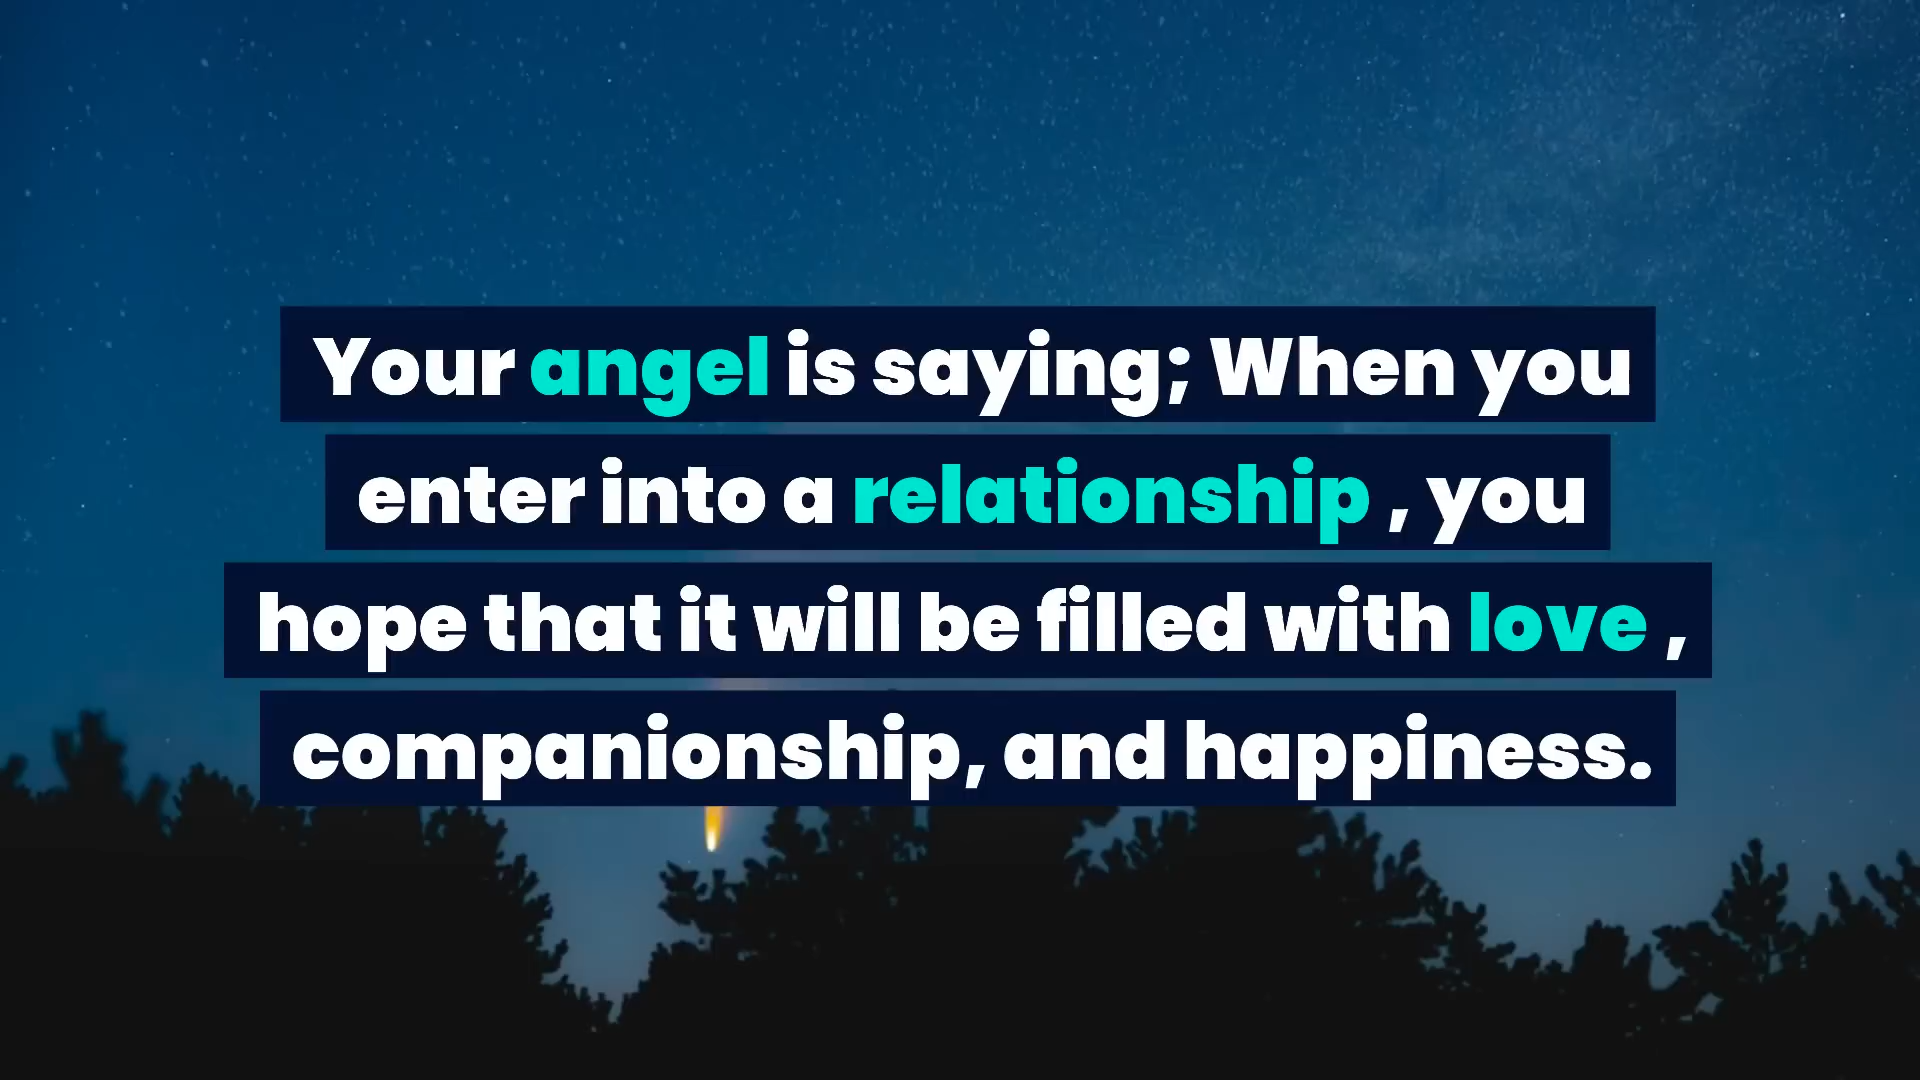 Your angel is saying; When you
enter into a relationship , you
hope that it will be filled with love ,
companionship, and happiness.